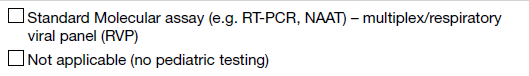 ☐ Standard Molecular assay (e.g. RT-PCR, NAAT) – multiplex/respiratory
viral panel (RVP)
☐ Not applicable (no pediatric testing)